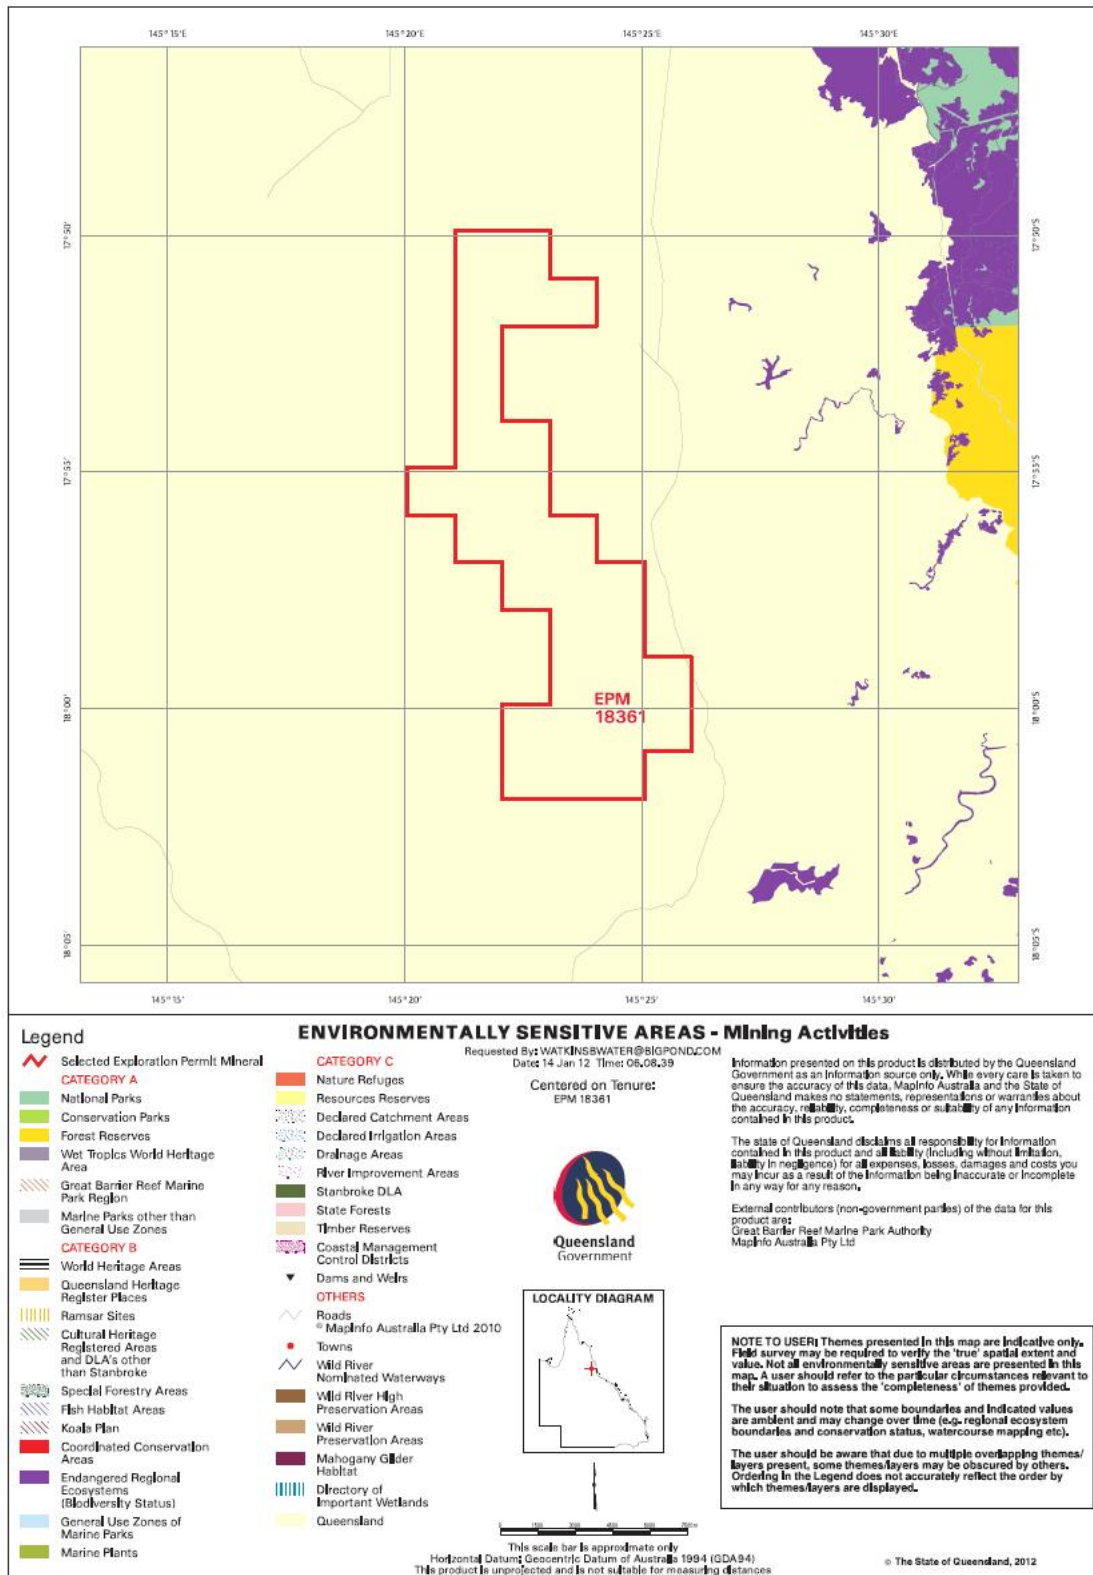 145°15'E
145°20'E
145°25'E
145°30'E
17°50'
17°50'S
17°55'
17°55'S
EPM
18361
18°00'
18°00'S
18°05'
18°05'S
145°15'
145°20'
145°25'
145°30'
ENVIRONMENTALLY SENSITIVE AREAS - Mining Activities
Requested By: WATKINSBWATER@BIGPOND.COM
Date: 14 Jan 12 Time: 06.08.39
Centered on Tenure:
EPM 18361
Legend
Selected Exploration Permit Mineral
CATEGORY A
National Parks
Conservation Parks
Forest Reserves
Wet Tropics World Heritage
Area
Great Barrier Reef Marine
Park Region
Marine Parks other than
General Use Zones
CATEGORY B
World Heritage Areas
Queensland Heritage
Register Places
Ramsar Sites
Cultural Heritage
Registered Areas
and DLA's other
than Stanbroke
Special Forestry Areas
Fish Habitat Areas
Koala Plan
Coordinated Conservation
Areas
Endangered Regional
Ecosystems
(Biodiversity Status)
General Use Zones of
Marine Parks
Marine Plants
CATEGORY C
Nature Refuges
Resources Reserves
Declared Catchment Areas
Declared Irrigation Areas
Drainage Areas
River Improvement Areas
Stanbroke DLA
State Forests
Timber Reserves
Coastal Management
Control Districts
Dams and Weirs
OTHERS
Roads
© MapInfo Australia Pty Ltd 2010
Towns
Wild River
Nominated Waterways
Wild River High
Preservation Areas
Wild River
Preservation Areas
Mahogany Glider
Habitat
Directory of
Important Wetlands
Queensland
Queensland
Government
LOCALITY DIAGRAM
This scale bar is approximate only
Horizontal Datum: Geocentric Datum of Australia 1994 (GDA94)
This product is unprojected and is not suitable for measuring distances
Information presented on this product is distributed by the Queensland
Government as an information source only. While every care is taken to
ensure the accuracy of this data, MapInfo Australia and the State of
Queensland makes no statements, representations or warranties about
the accuracy, reliability, completeness or suitability of any information
contained in this product.
The state of Queensland disclaims all responsibility for information
contained in this product and all liability (including without limitation,
liability in negligence) for all expenses, losses, damages and costs you
may incur as a result of the information being inaccurate or incomplete
in any way for any reason.
External contributors (non-government parties) of the data for this
product are:
Great Barrier Reef Marine Park Authority
MapInfo Australia Pty Ltd
NOTE TO USER: Themes presented in this map are indicative only.
Field survey may be required to verify the 'true' spatial extent and
value. Not all environmentally sensitive areas are presented in this
map. A user should refer to the particular circumstances relevant to
their situation to assess the 'completeness' of themes provided.
The user should note that some boundaries and indicated values
are ambient and may change over time (e.g. regional ecosystem
boundaries and conservation status, watercourse mapping etc).
The user should be aware that due to multiple overlapping themes/
layers present, some themes/layers may be obscured by others.
Ordering in the Legend does not accurately reflect the order by
which themes/layers are displayed.
© The State of Queensland, 2012